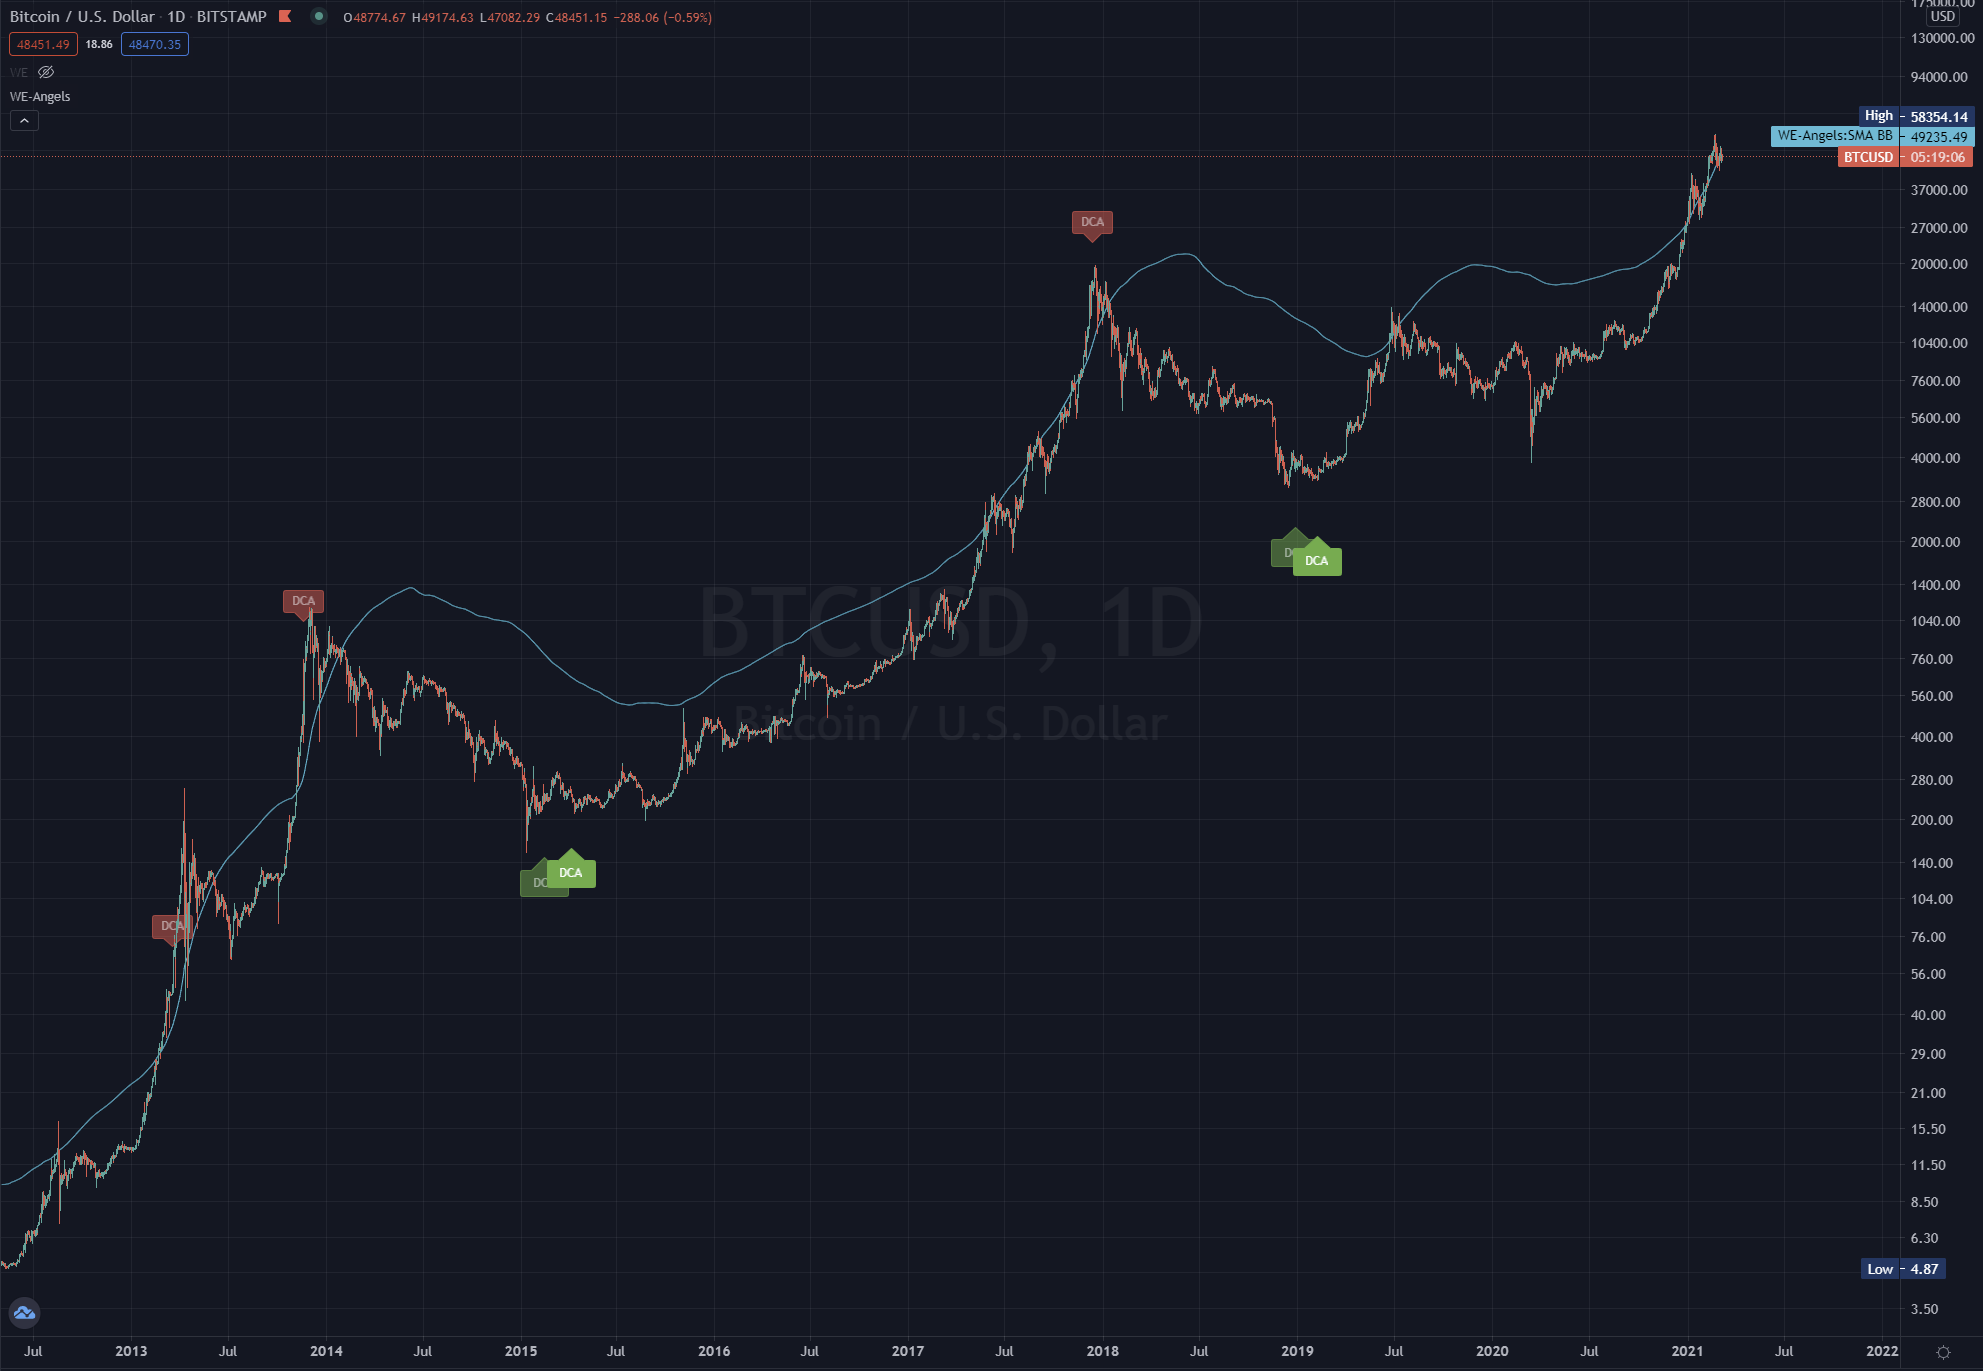 Bitcoin / U.S. Dollar · 1D · BITSTAMP O48774.67 H49174.63 L47082.29 C48451.15 −288.06 (−0.59%)
48451.49 18.86 48470.35
WE
WE-Angels
175000.00
USD
130000.00
94000.00
High 58354.14
WE-Angels:SMA BB 49235.49
BTCUSD 05:19:06
37000.00
27000.00
20000.00
14000.00
10400.00
7600.00
5600.00
4000.00
2800.00
2000.00
1400.00
1040.00
760.00
560.00
400.00
280.00
200.00
140.00
104.00
76.00
56.00
40.00
29.00
21.00
15.50
11.50
8.50
6.30
Low 4.87
3.50
DCA
DCA
DCA
DCA
DCA
BTCUSD, 1D
Bitcoin / U.S. Dollar
Jul 2013 Jul 2014 Jul 2015 Jul 2016 Jul 2017 Jul 2018 Jul 2019 Jul 2020 Jul 2021 Jul 2022